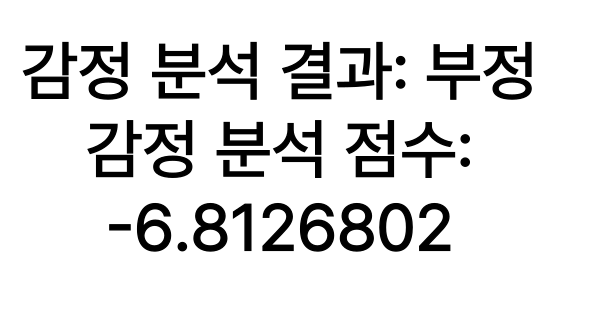 감정 분석 결과: 부정
감정 분석 점수:
-6.8126802